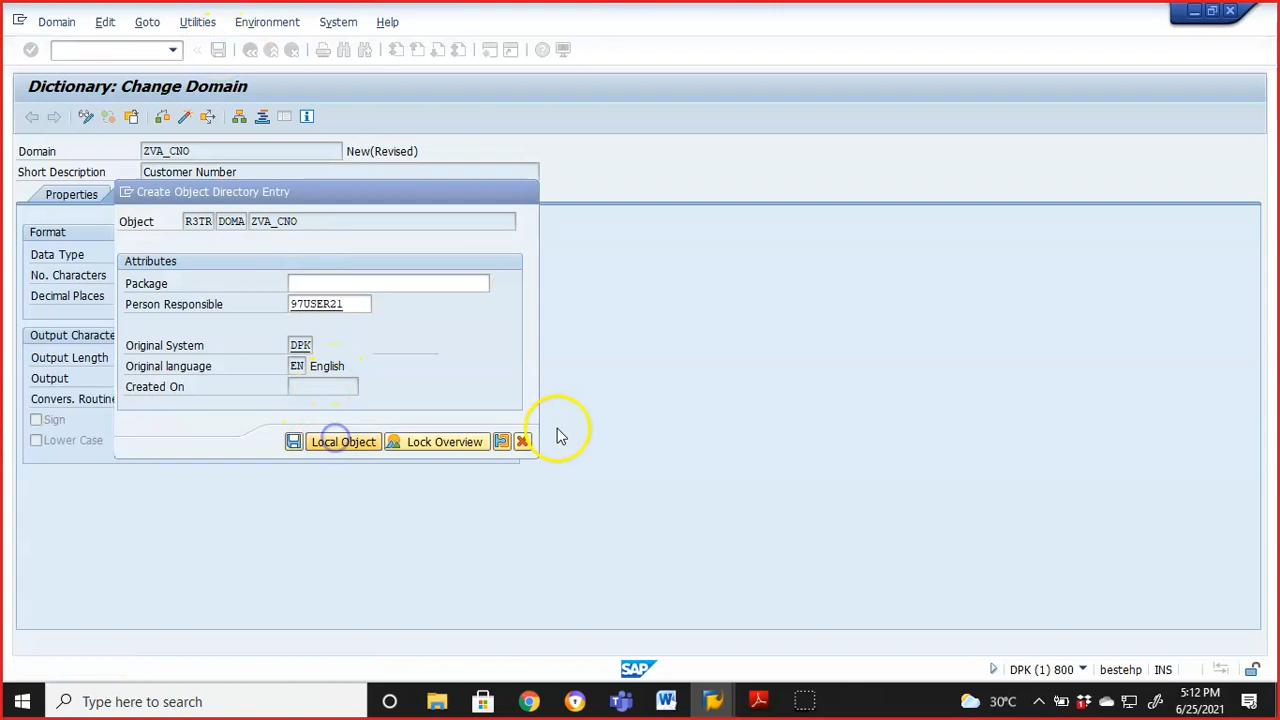 Domain Edit Goto Utilities Environment System Help
Dictionary: Change Domain
Domain ZVA_CNO New(Revised)
Short Description Customer Number
Properties
Create Object Directory Entry
Object R3TR DOMA ZVA_CNO
Format
Data Type
No. Characters
Decimal Places
Output Characte
Output Length
Output
Convers. Routine
Sign
Lower Case
Attributes
Package
Person Responsible 97USER21
Original System DPK
Original language EN English
Created On
Local Object Lock Overview
SAP DPK (1) 800 bestehp INS
Type here to search 30°C 5:12 PM
6/25/2021